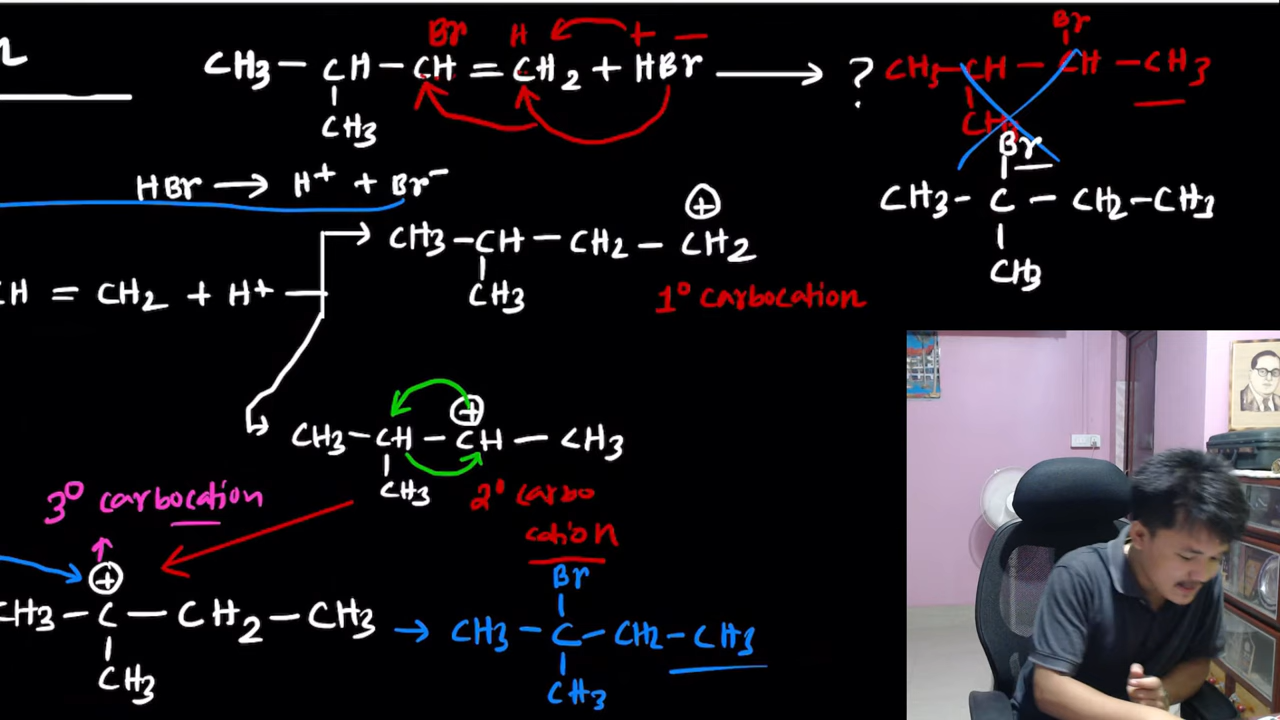 Br H + −
CH3 − CH − CH = CH2 + HBr ⟶ ?
CH3
Br
CH3 − CH − CH − CH3
CH3
HBr ⟶ H+ + Br−
Br
CH3 − C − CH2 − CH3
CH3
+
CH3 − CH − CH2 − CH2
CH3
1° carbocation
CH = CH2 + H+
+
CH3 − CH − CH − CH3
CH3
2° carbo
cation
3° carbocation
+
CH3 − C − CH2 − CH3 →
CH3
Br
CH3 − C − CH2 − CH3
CH3